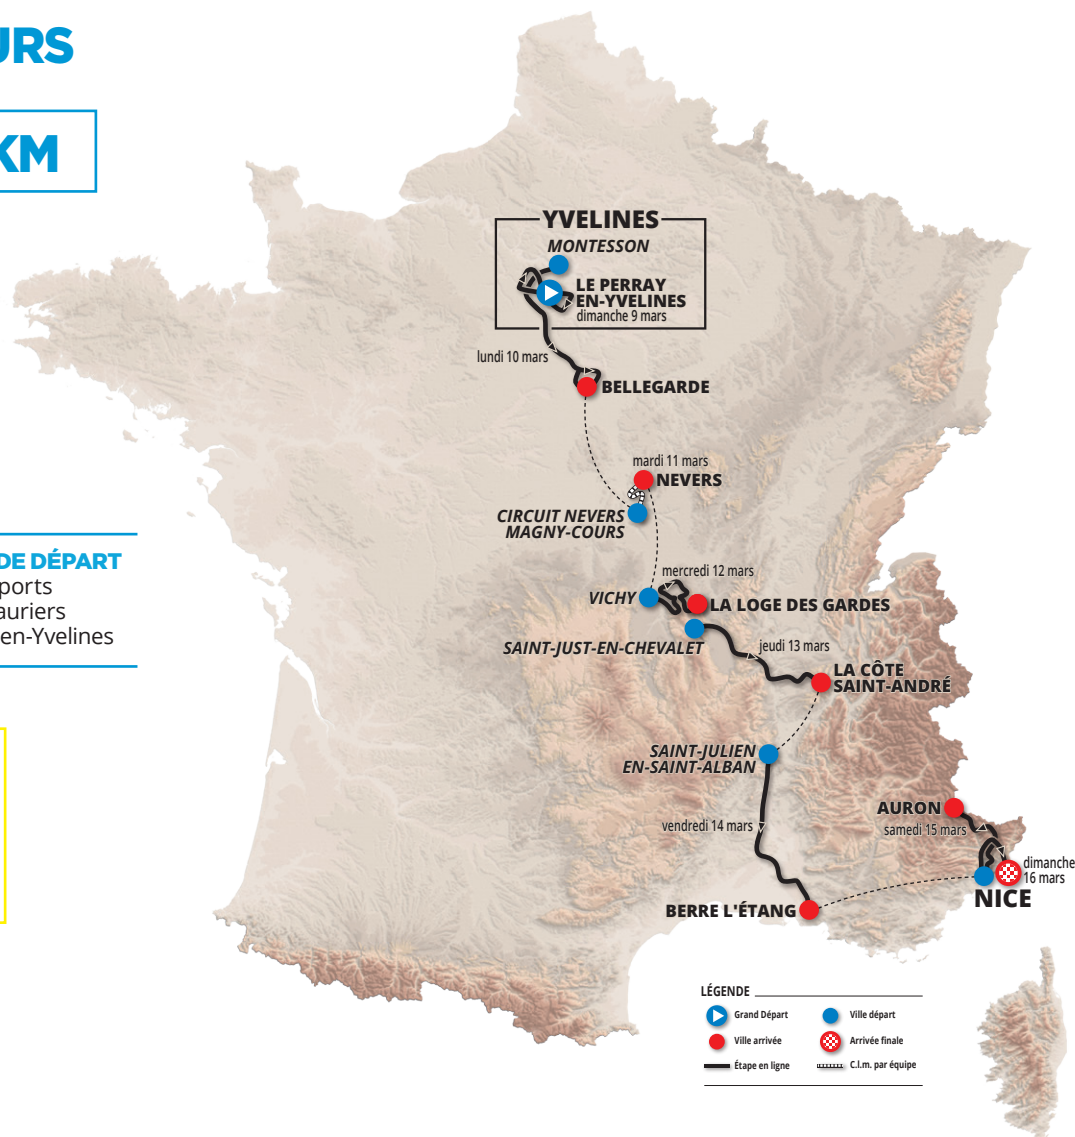 URS
KM
YVELINES
MONTESSON
LE PERRAY
EN-YVELINES
dimanche 9 mars
lundi 10 mars
BELLEGARDE
mardi 11 mars
NEVERS
CIRCUIT NEVERS
MAGNY-COURS
DE DÉPART
ports
auriers
en-Yvelines
mercredi 12 mars
VICHY
LA LOGE DES GARDES
SAINT-JUST-EN-CHEVALET
jeudi 13 mars
LA CÔTE
SAINT-ANDRÉ
SAINT-JULIEN
EN-SAINT-ALBAN
AURON
samedi 15 mars
vendredi 14 mars
dimanche
16 mars
NICE
BERRE L'ÉTANG
LÉGENDE
Grand Départ
Ville départ
Ville arrivée
Arrivée finale
Étape en ligne
C.l.m. par équipe